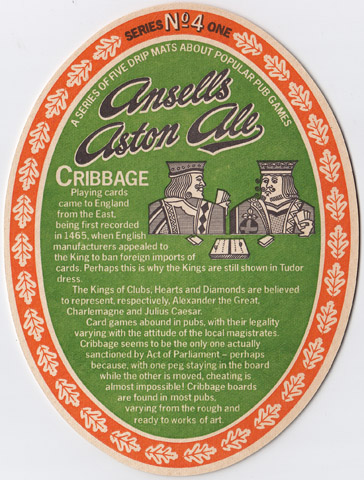 SERIES No.4 ONE
A SERIES OF FIVE DRIP MATS ABOUT POPULAR PUB GAMES
Ansells
Aston Ale
CRIBBAGE
Playing cards
came to England
from the East,
being first recorded
in 1465, when English
manufacturers appealed to
the King to ban foreign imports of
cards. Perhaps this is why the Kings are still shown in Tudor
dress.
The Kings of Clubs, Hearts and Diamonds are believed
to represent, respectively, Alexander the Great,
Charlemagne and Julius Caesar.
Card games abound in pubs, with their legality
varying with the attitude of the local magistrates.
Cribbage seems to be the only one actually
sanctioned by Act of Parliament – perhaps
because, with one peg staying in the board
while the other is moved, cheating is
almost impossible! Cribbage boards
are found in most pubs,
varying from the rough and
ready to works of art.